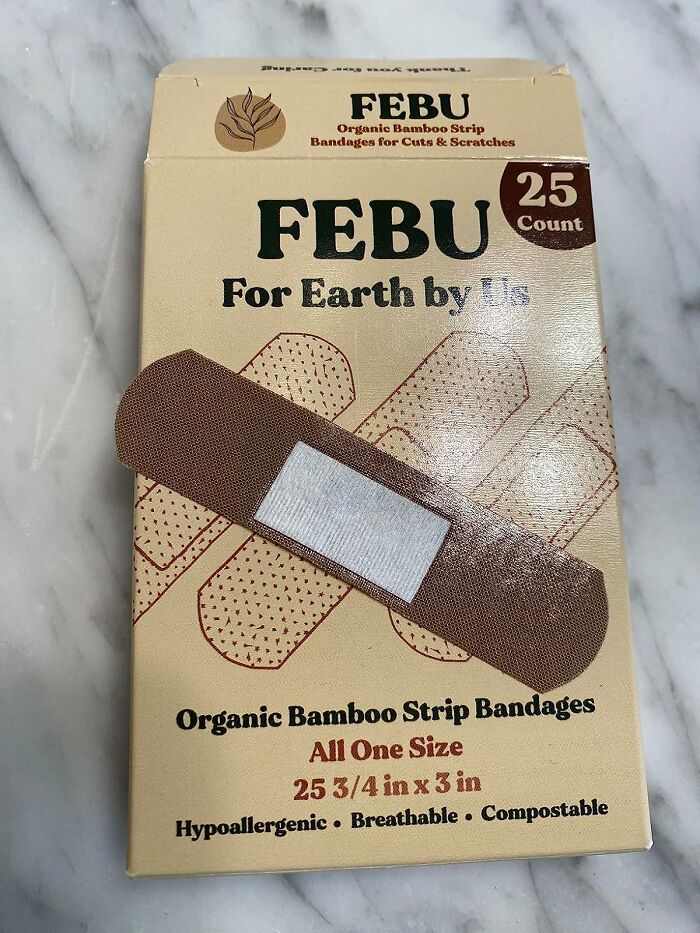 Thank you for Caring
FEBU
Organic Bamboo Strip
Bandages for Cuts & Scratches
25
Count
FEBU
For Earth by Us
Organic Bamboo Strip Bandages
All One Size
25 3/4 in x 3 in
Hypoallergenic • Breathable • Compostable